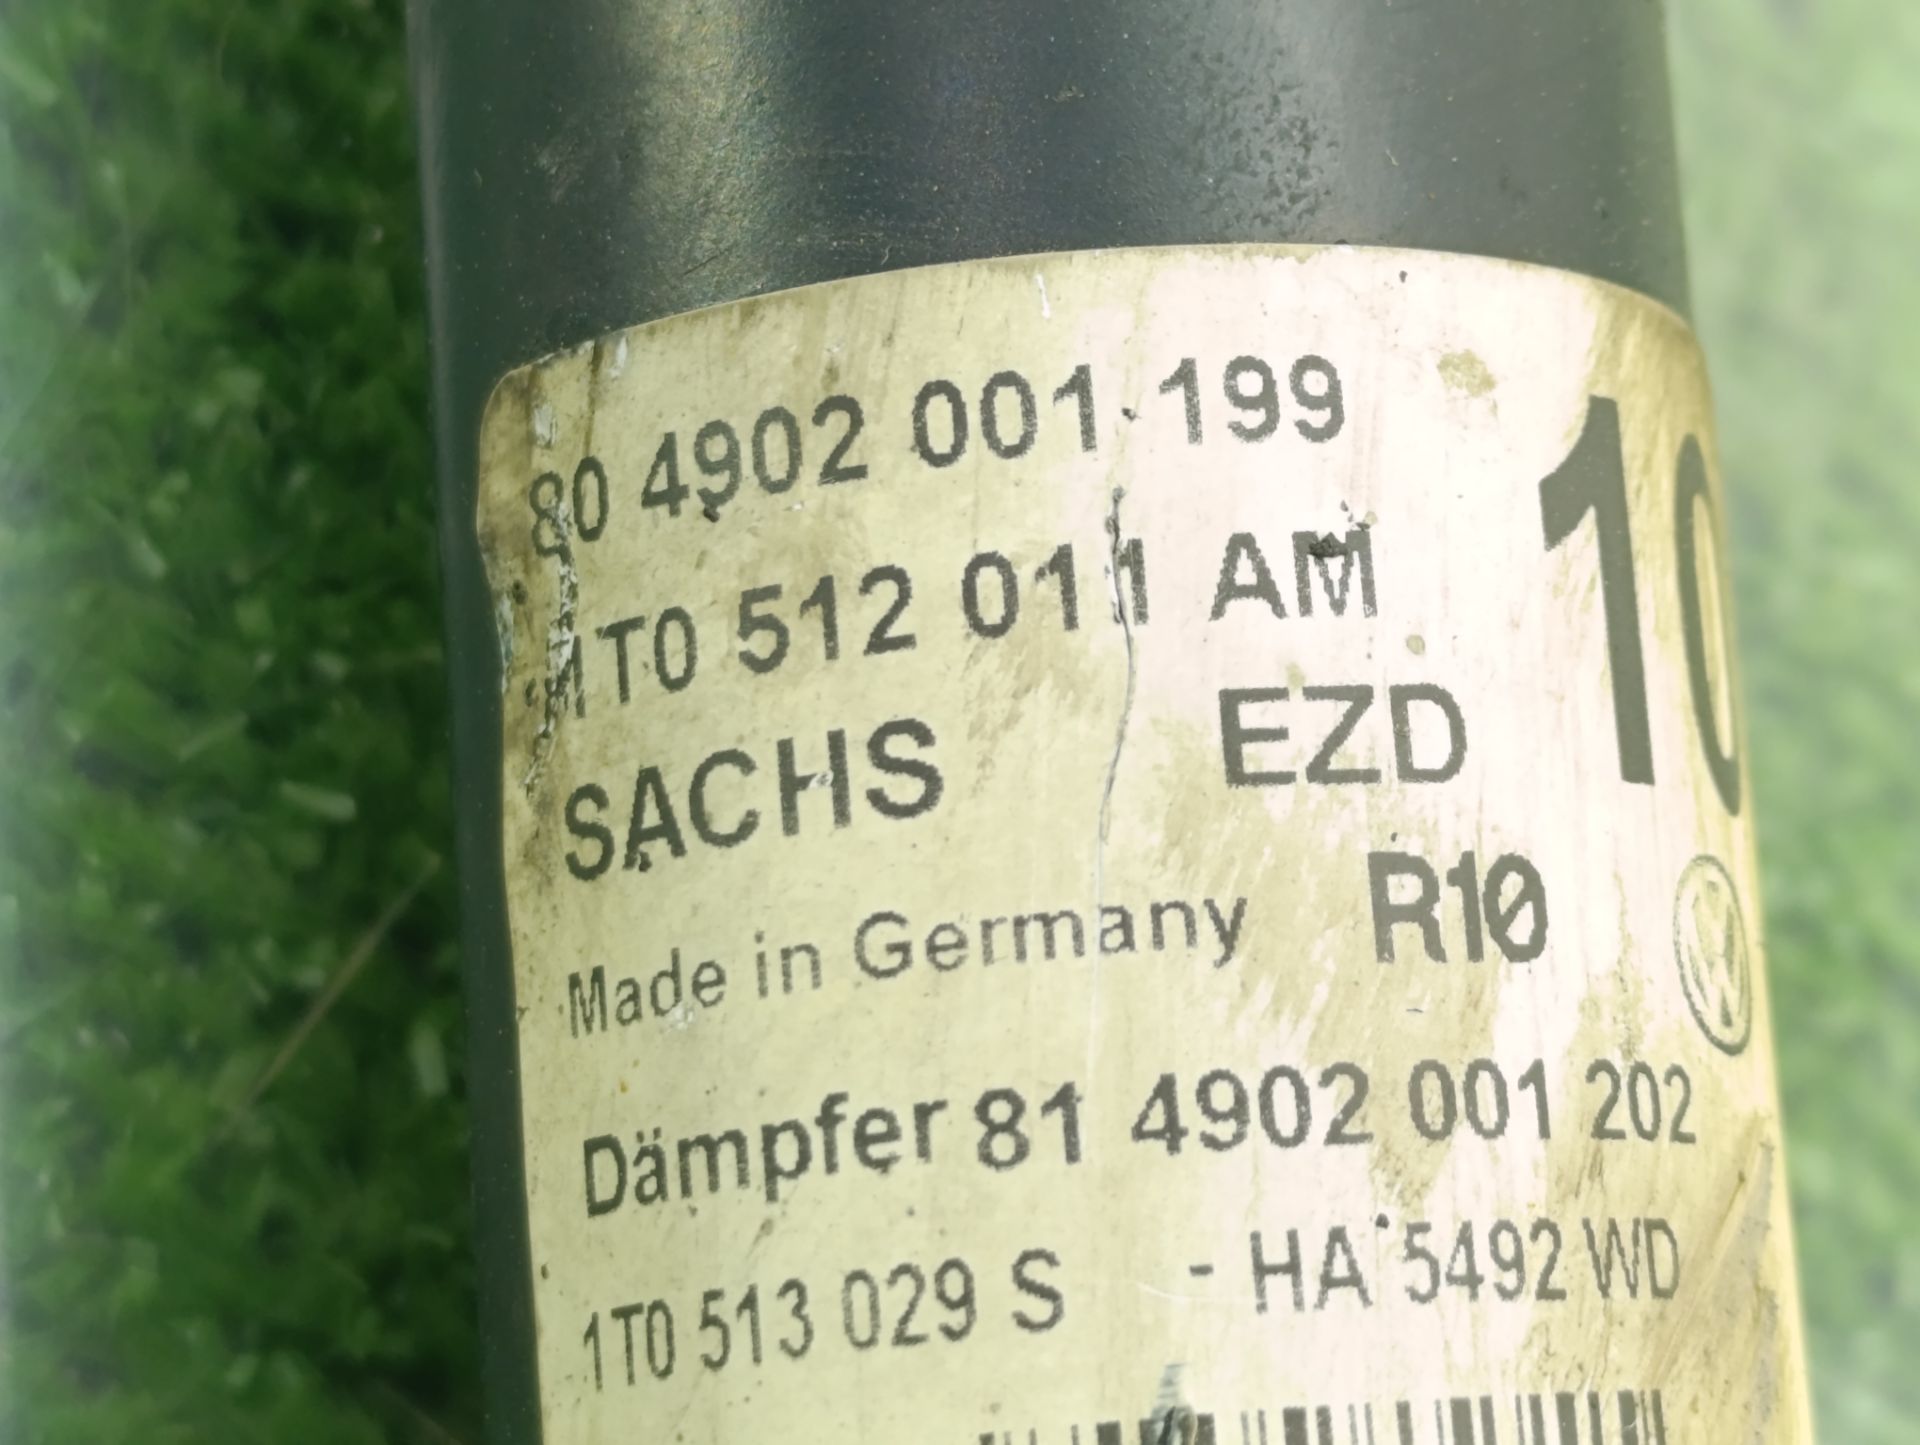 80 4902 001 199
1T0 512 011 AM
10
SACHS EZD
Made in Germany R10
Dämpfer 81 4902 001 202
1T0 513 029 S - HA 5492 WD